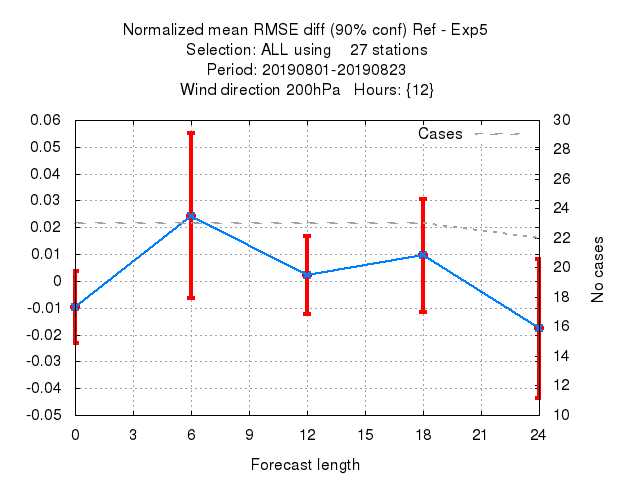 Normalized mean RMSE diff (90% conf) Ref - Exp5
Selection: ALL using 27 stations
Period: 20190801-20190823
Wind direction 200hPa Hours: {12}
Cases
0.06
0.05
0.04
0.03
0.02
0.01
0
-0.01
-0.02
-0.03
-0.04
-0.05
30
28
26
24
22
20
18
16
14
12
10
No cases
0 3 6 9 12 15 18 21 24
Forecast length